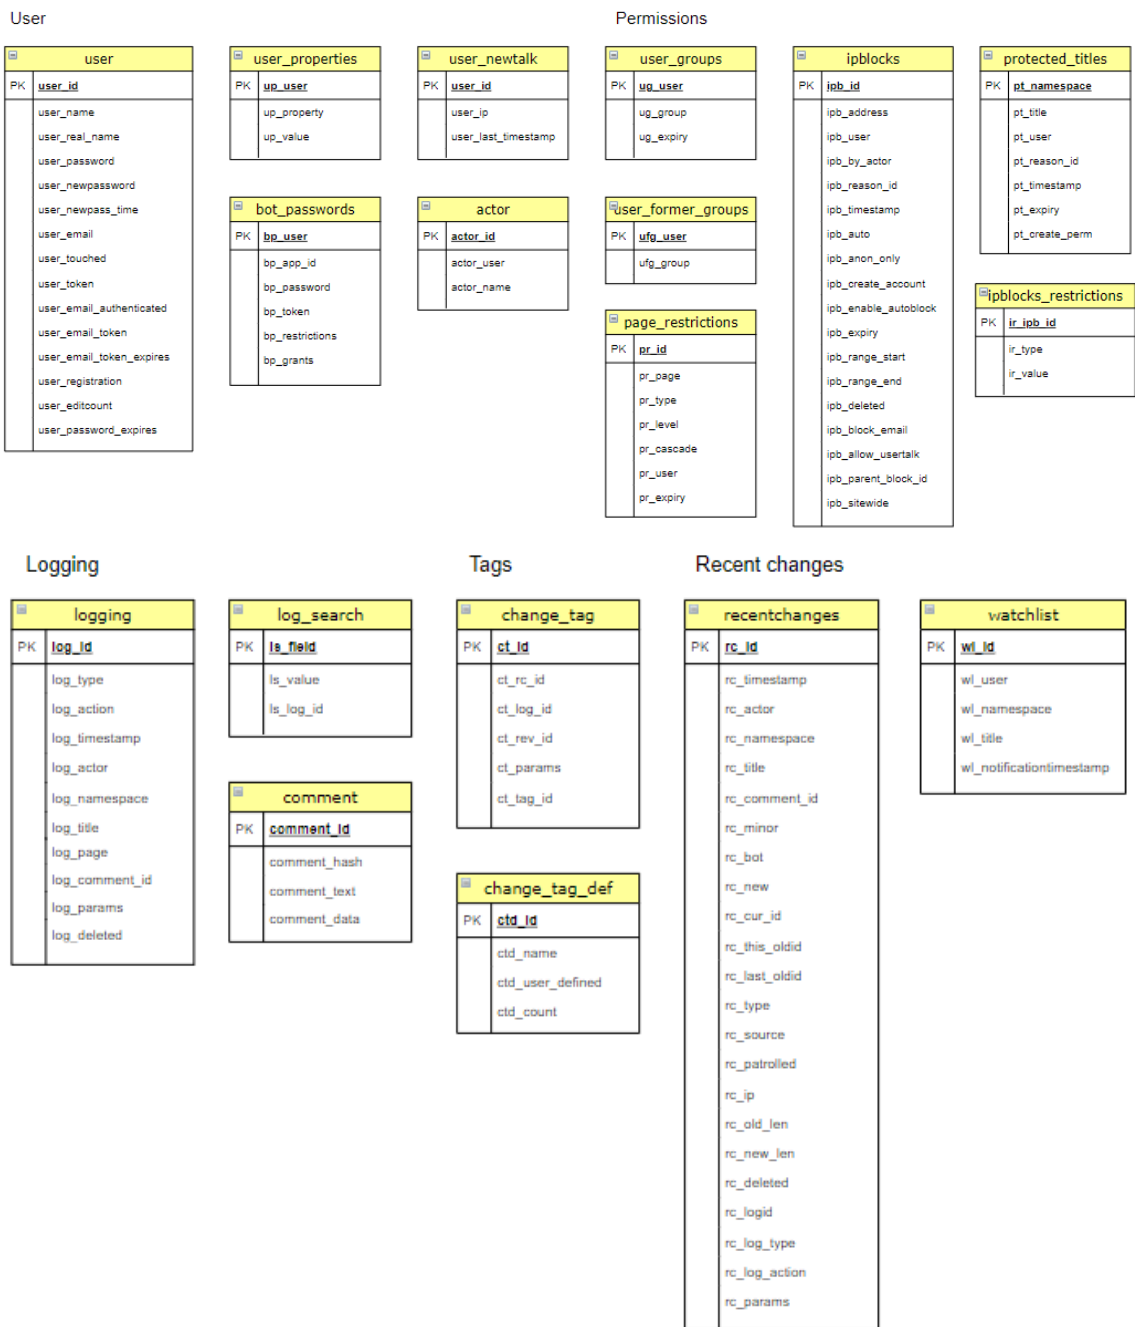 User
Permissions
user
PK user_id
user_name
user_real_name
user_password
user_newpassword
user_newpass_time
user_email
user_touched
user_token
user_email_authenticated
user_email_token
user_email_token_expires
user_registration
user_editcount
user_password_expires
user_properties
PK up_user
up_property
up_value
user_newtalk
PK user_id
user_ip
user_last_timestamp
bot_passwords
PK bp_user
bp_app_id
bp_password
bp_token
bp_restrictions
bp_grants
actor
PK actor_id
actor_user
actor_name
user_groups
PK ug_user
ug_group
ug_expiry
user_former_groups
PK ufg_user
ufg_group
page_restrictions
PK pr_id
pr_page
pr_type
pr_level
pr_cascade
pr_user
pr_expiry
ipblocks
PK ipb_id
ipb_address
ipb_user
ipb_by_actor
ipb_reason_id
ipb_timestamp
ipb_auto
ipb_anon_only
ipb_create_account
ipb_enable_autoblock
ipb_expiry
ipb_range_start
ipb_range_end
ipb_deleted
ipb_block_email
ipb_allow_usertalk
ipb_parent_block_id
ipb_sitewide
protected_titles
PK pt_namespace
pt_title
pt_user
pt_reason_id
pt_timestamp
pt_expiry
pt_create_perm
ipblocks_restrictions
PK ir_ipb_id
ir_type
ir_value
Logging
Tags
Recent changes
logging
PK log_id
log_type
log_action
log_timestamp
log_actor
log_namespace
log_title
log_page
log_comment_id
log_params
log_deleted
log_search
PK ls_field
ls_value
ls_log_id
comment
PK comment_id
comment_hash
comment_text
comment_data
change_tag
PK ct_id
ct_rc_id
ct_log_id
ct_rev_id
ct_params
ct_tag_id
change_tag_def
PK ctd_id
ctd_name
ctd_user_defined
ctd_count
recentchanges
PK rc_id
rc_timestamp
rc_actor
rc_namespace
rc_title
rc_comment_id
rc_minor
rc_bot
rc_new
rc_cur_id
rc_this_oldid
rc_last_oldid
rc_type
rc_source
rc_patrolled
rc_ip
rc_old_len
rc_new_len
rc_deleted
rc_logid
rc_log_type
rc_log_action
rc_params
watchlist
PK wl_id
wl_user
wl_namespace
wl_title
wl_notificationtimestamp